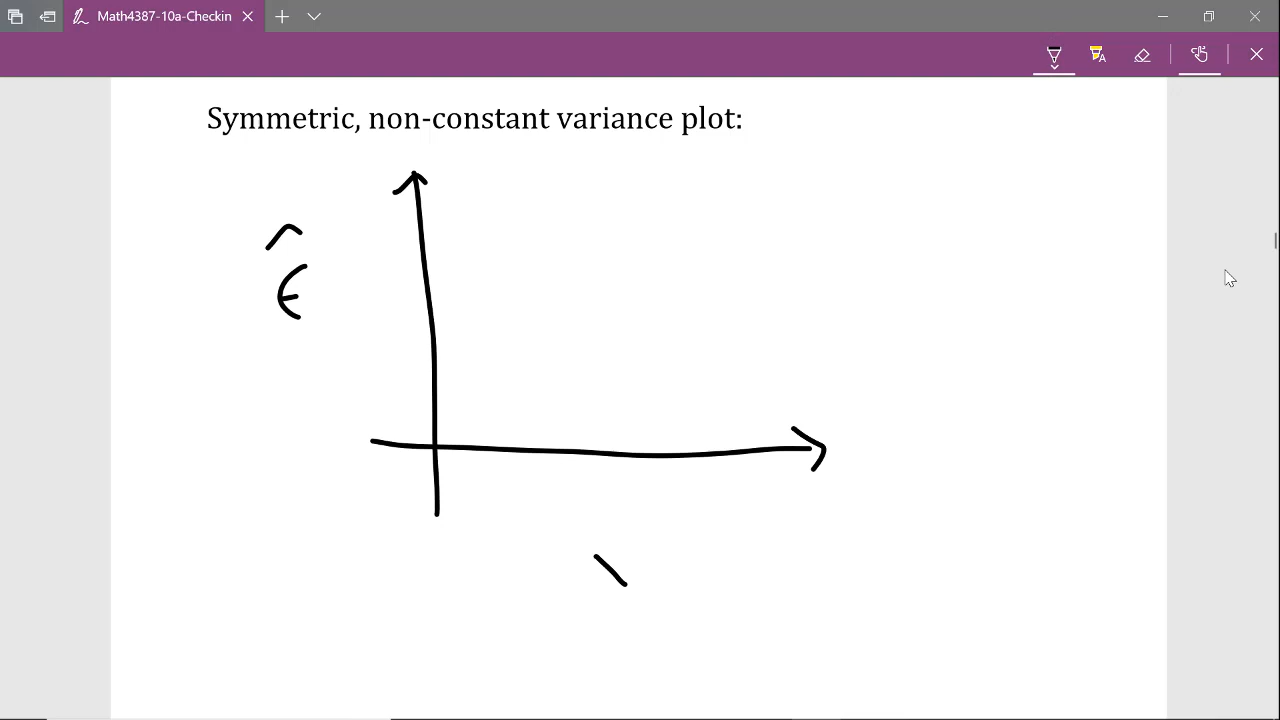 Math4387-10a-Checkin
Symmetric, non-constant variance plot:
ε̂